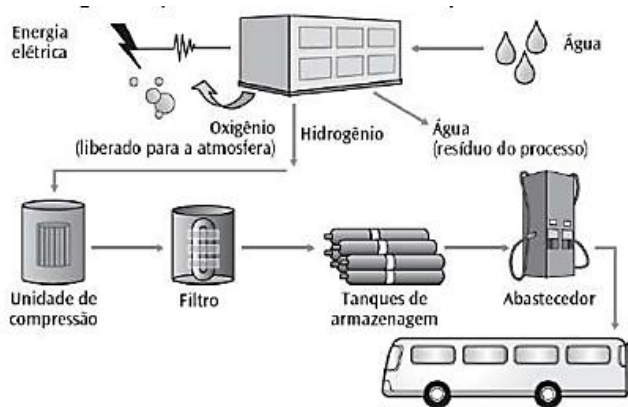 Energia
elétrica
Água
Oxigênio
(liberado para a atmosfera)
Hidrogênio
Água
(resíduo do processo)
Unidade de
compressão
Filtro
Tanques de
armazenagem
Abastecedor